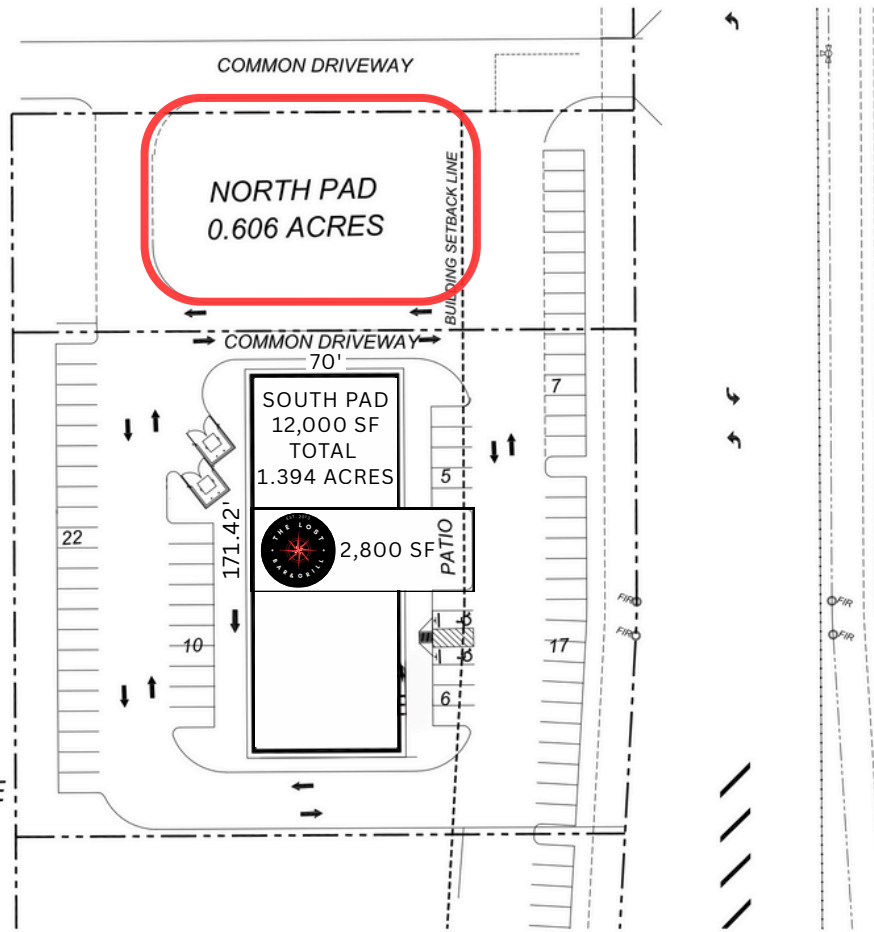 COMMON DRIVEWAY
NORTH PAD
0.606 ACRES
BUILDING SETBACK LINE
COMMON DRIVEWAY
70'
SOUTH PAD
12,000 SF
TOTAL
1.394 ACRES
7
5
22
171.42'
THE LOST
BAR & GRILL
2,800 SF
PATIO
FIR
FIR
FIR
FIR
10
17
6